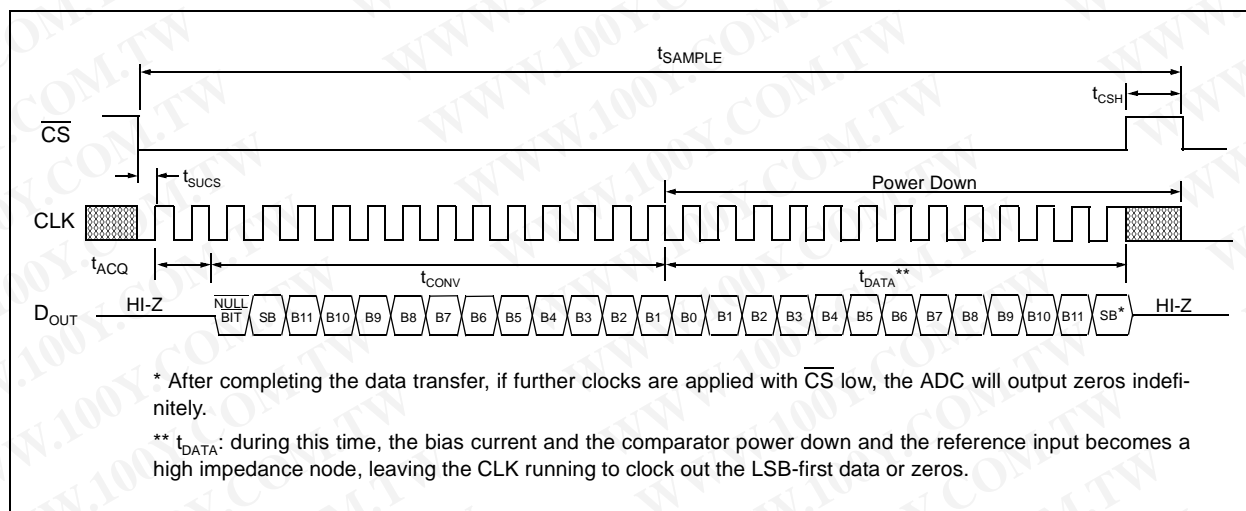 tSAMPLE
tCSH
CS
tSUCS
Power Down
CLK
tACQ
tCONV
tDATA**
DOUT
HI-Z
NULL BIT SB B11 B10 B9 B8 B7 B6 B5 B4 B3 B2 B1 B0 B1 B2 B3 B4 B5 B6 B7 B8 B9 B10 B11 SB*
HI-Z
* After completing the data transfer, if further clocks are applied with CS low, the ADC will output zeros indefi-
nitely.
** tDATA: during this time, the bias current and the comparator power down and the reference input becomes a
high impedance node, leaving the CLK running to clock out the LSB-first data or zeros.
WWW.100Y.COM.TW